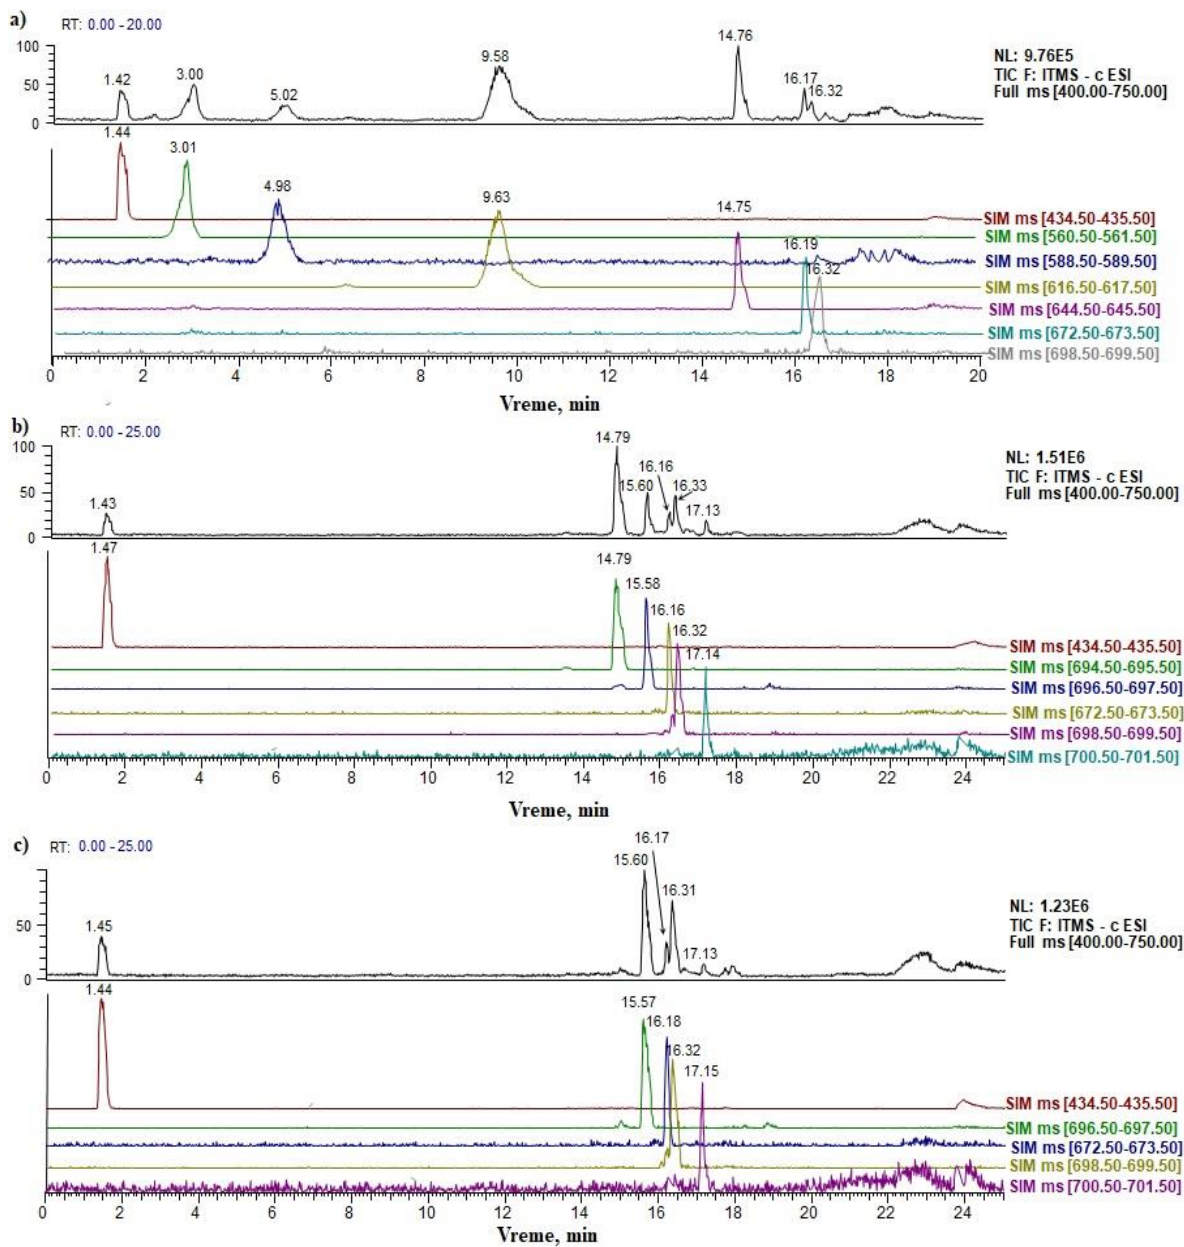 a)
RT: 0.00 - 20.00
NL: 9.76E5
TIC F: ITMS - c ESI
Full ms [400.00-750.00]
100
50
0
1.42
3.00
5.02
9.58
14.76
16.17
16.32
1.44
3.01
4.98
9.63
14.75
16.19
16.32
SIM ms [434.50-435.50]
SIM ms [560.50-561.50]
SIM ms [588.50-589.50]
SIM ms [616.50-617.50]
SIM ms [644.50-645.50]
SIM ms [672.50-673.50]
SIM ms [698.50-699.50]
0 2 4 6 8 10 12 14 16 18 20
Vreme, min
b)
RT: 0.00 - 25.00
NL: 1.51E6
TIC F: ITMS - c ESI
Full ms [400.00-750.00]
100
50
0
1.43
14.79
15.60
16.16
16.33
17.13
1.47
14.79
15.58
16.16
16.32
17.14
SIM ms [434.50-435.50]
SIM ms [694.50-695.50]
SIM ms [696.50-697.50]
SIM ms [672.50-673.50]
SIM ms [698.50-699.50]
SIM ms [700.50-701.50]
0 2 4 6 8 10 12 14 16 18 20 22 24
Vreme, min
c)
RT: 0.00 - 25.00
NL: 1.23E6
TIC F: ITMS - c ESI
Full ms [400.00-750.00]
50
0
1.45
15.60
16.17
16.31
17.13
1.44
15.57
16.18
16.32
17.15
SIM ms [434.50-435.50]
SIM ms [696.50-697.50]
SIM ms [672.50-673.50]
SIM ms [698.50-699.50]
SIM ms [700.50-701.50]
0 2 4 6 8 10 12 14 16 18 20 22 24
Vreme, min